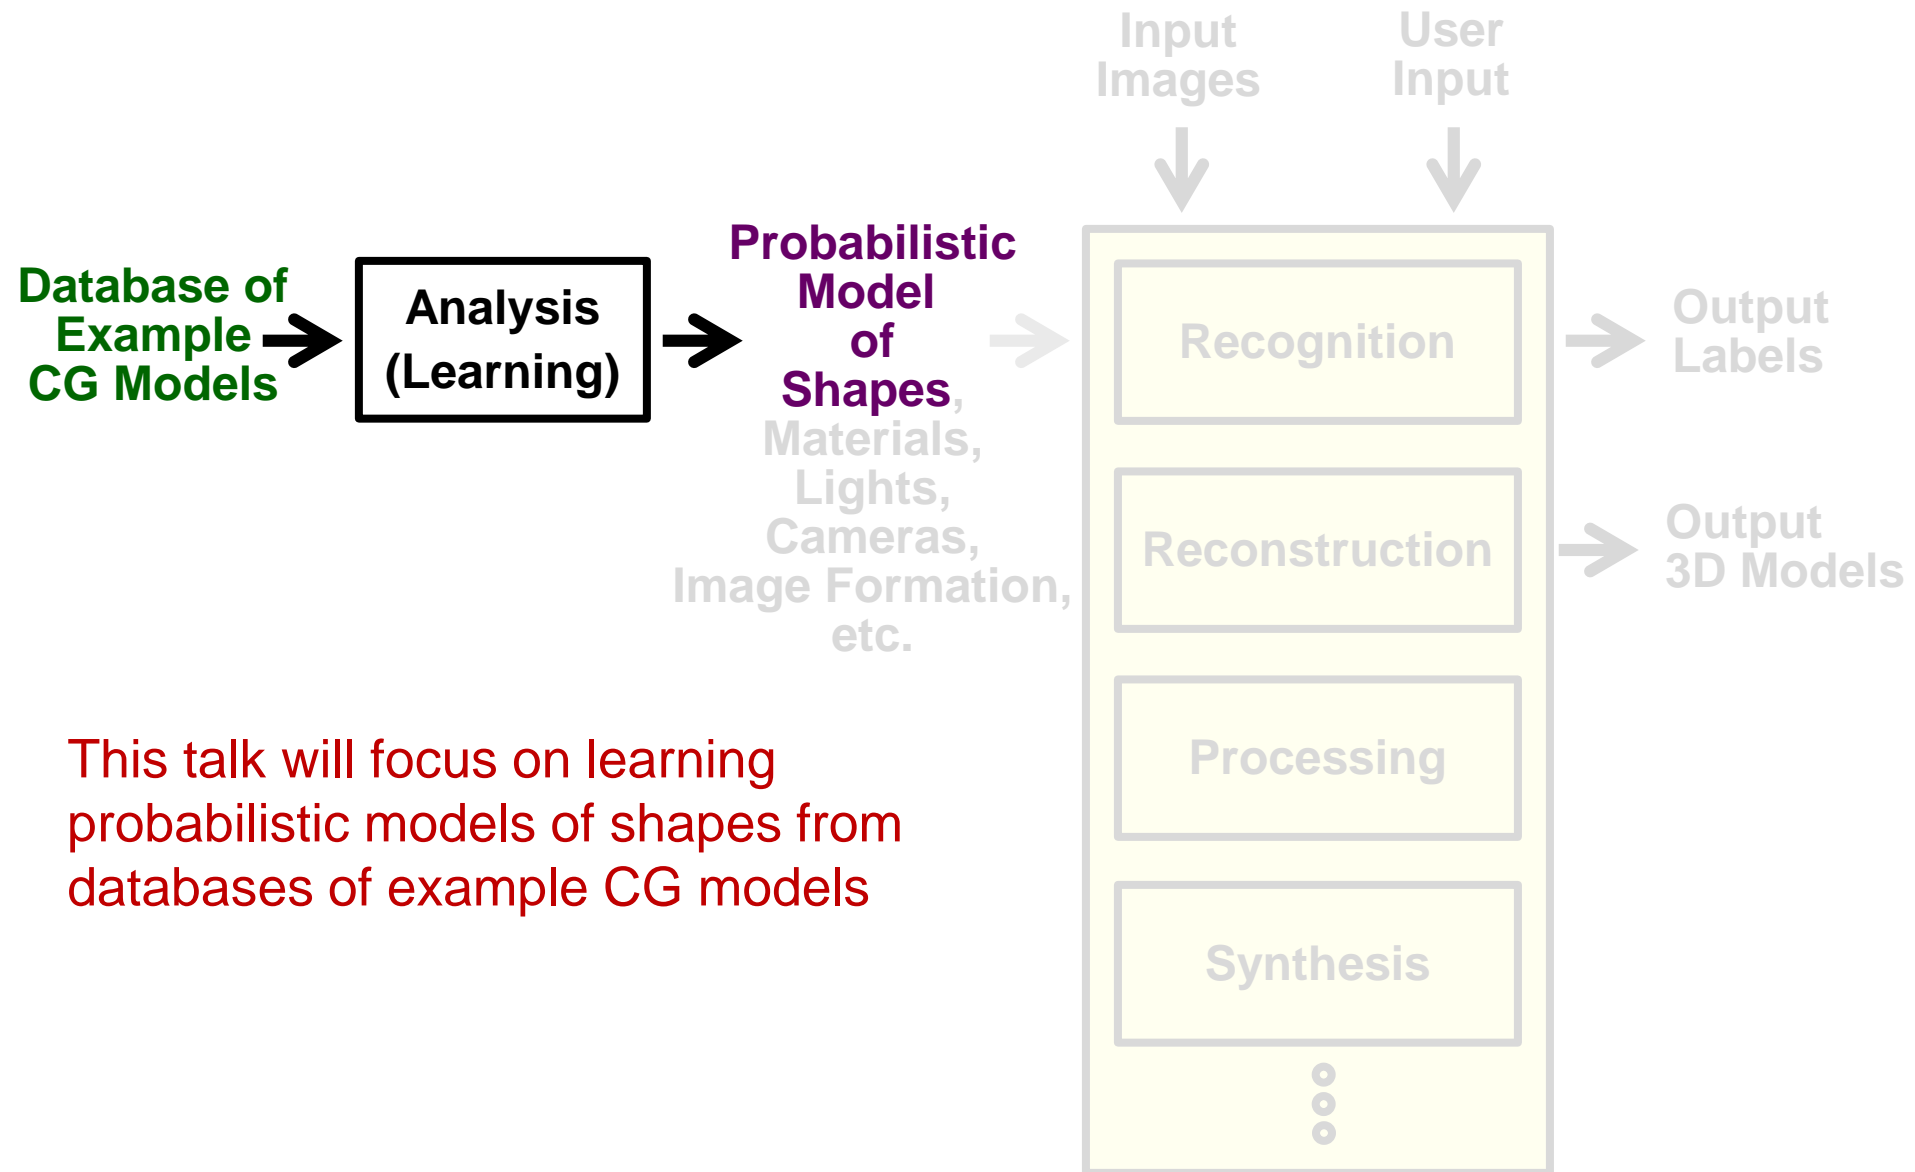 Input
Images
User
Input
Database of
Example
CG Models
Analysis
(Learning)
Probabilistic
Model
of
Shapes,
Materials,
Lights,
Cameras,
Image Formation,
etc.
Recognition
Reconstruction
Processing
Synthesis
Output
Labels
Output
3D Models
This talk will focus on learning
probabilistic models of shapes from
databases of example CG models